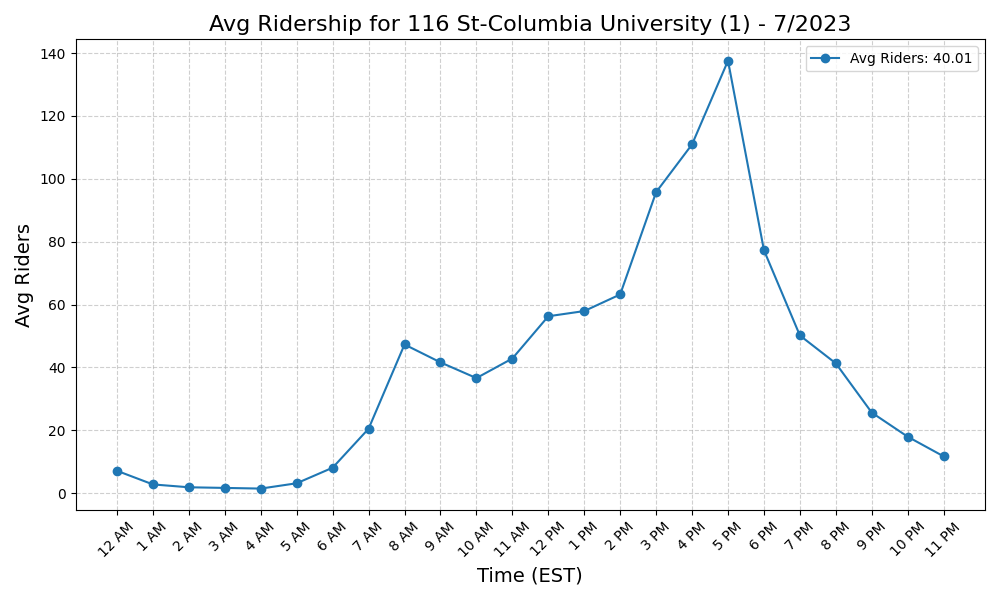 Avg Ridership for 116 St-Columbia University (1) - 7/2023
Avg Riders: 40.01
Avg Riders
140
120
100
80
60
40
20
0
12 AM
1 AM
2 AM
3 AM
4 AM
5 AM
6 AM
7 AM
8 AM
9 AM
10 AM
11 AM
12 PM
1 PM
2 PM
3 PM
4 PM
5 PM
6 PM
7 PM
8 PM
9 PM
10 PM
11 PM
Time (EST)